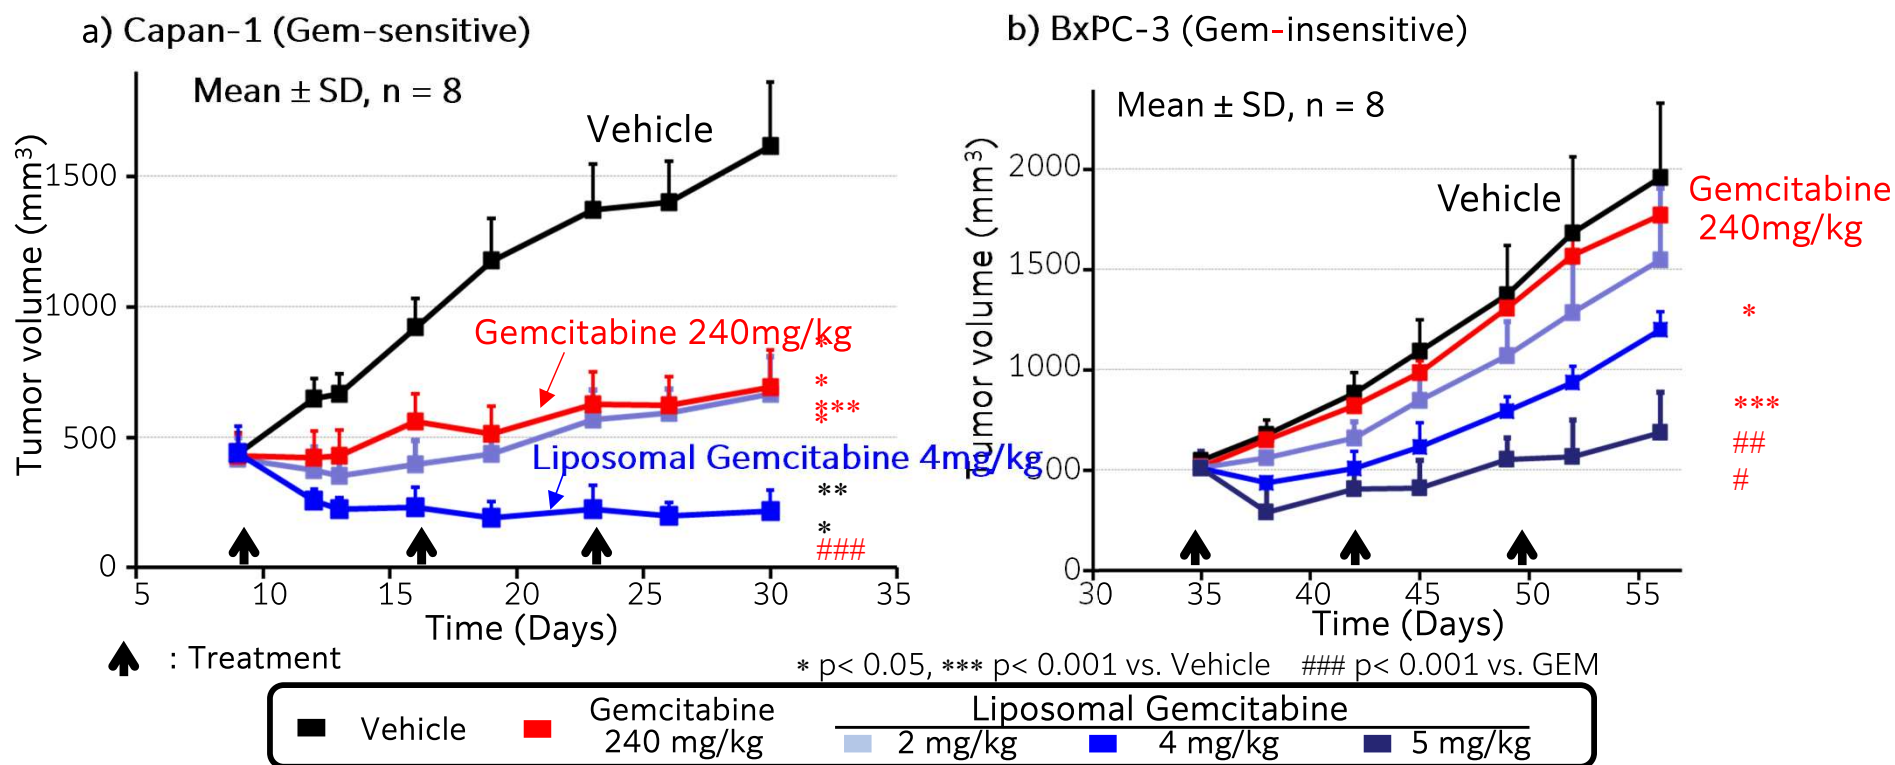 a) Capan-1 (Gem-sensitive)
Mean ± SD, n = 8
Vehicle
Tumor volume (mm³)
1500
1000
500
0
Gemcitabine 240mg/kg
*
*
***
*
Liposomal Gemcitabine 4mg/kg
**
*
###
5 10 15 20 25 30 35
Time (Days)
b) BxPC-3 (Gem-insensitive)
Mean ± SD, n = 8
Vehicle
Gemcitabine
240mg/kg
Tumor volume (mm³)
2000
1500
1000
500
0
*
***
##
#
30 35 40 45 50 55
Time (Days)
: Treatment
* p< 0.05, *** p< 0.001 vs. Vehicle ### p< 0.001 vs. GEM
Vehicle
Gemcitabine
240 mg/kg
Liposomal Gemcitabine
2 mg/kg 4 mg/kg 5 mg/kg